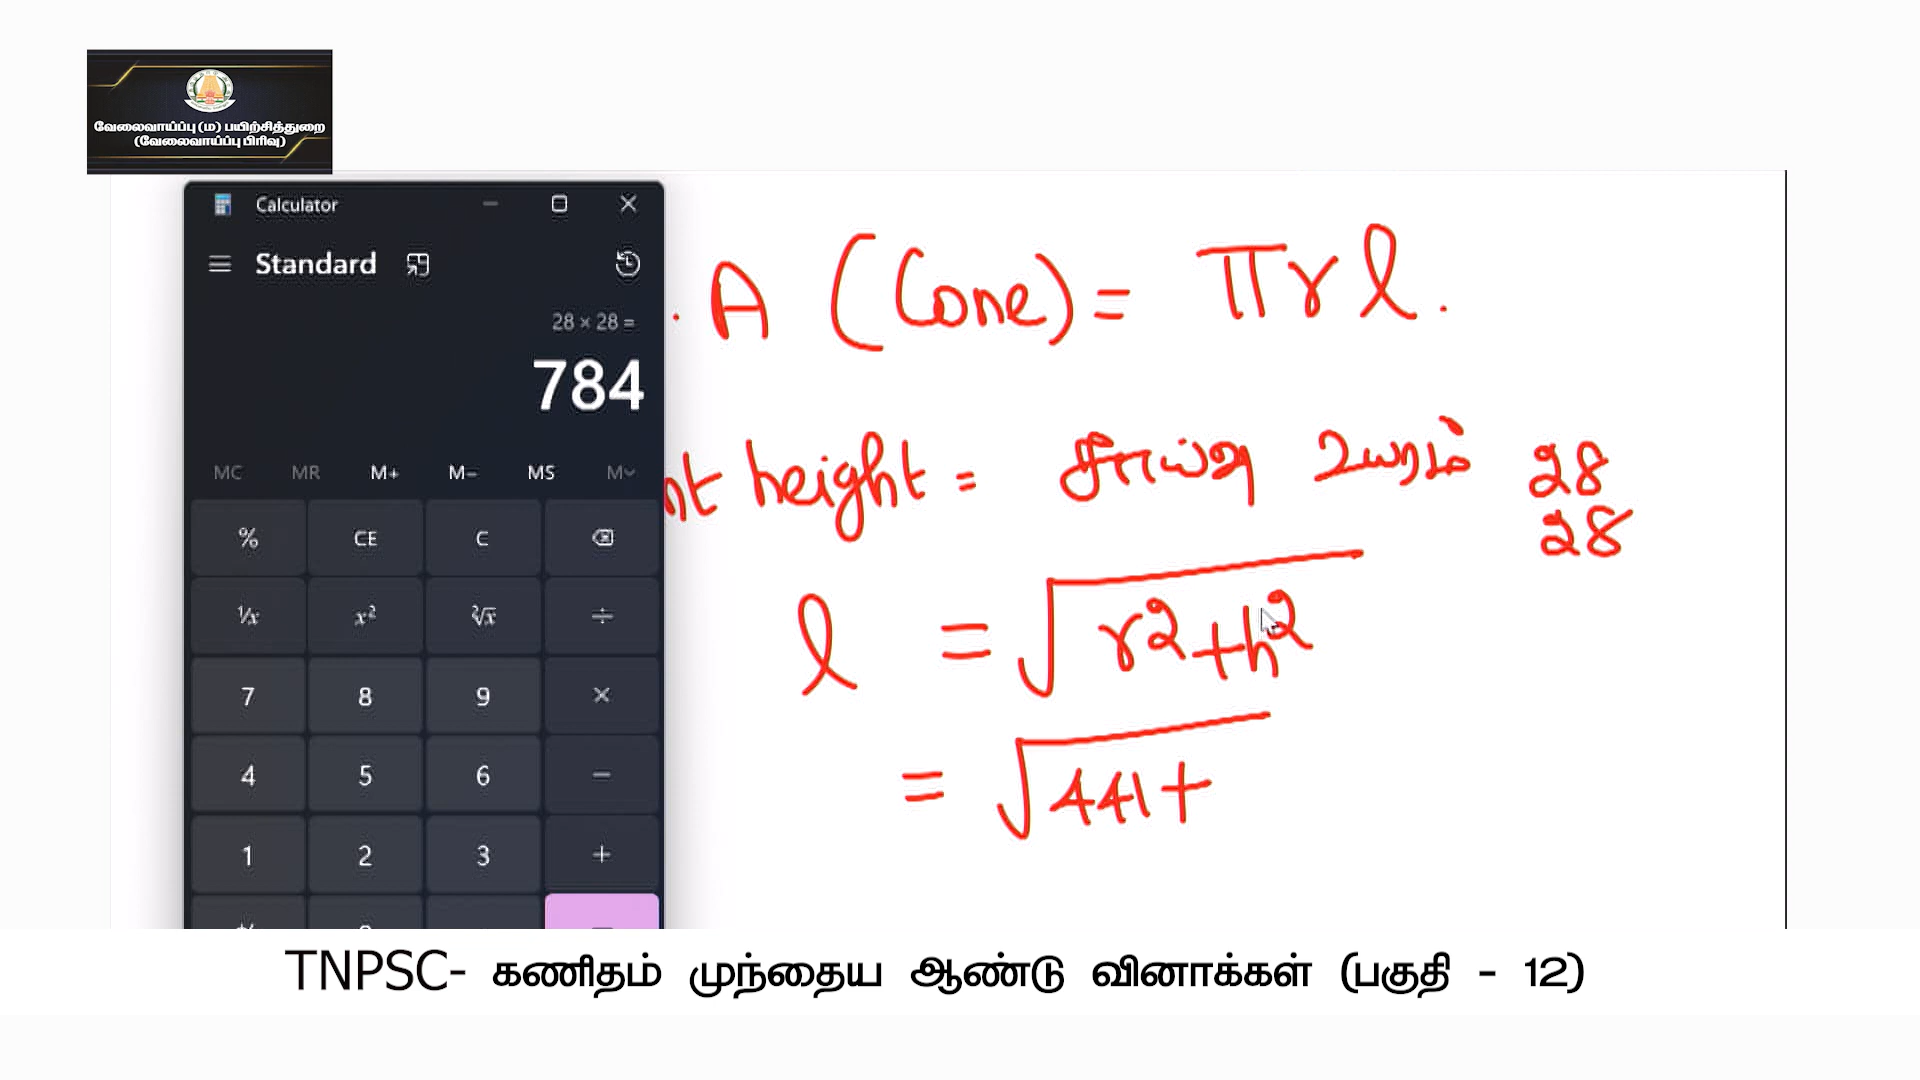 வேலைவாய்ப்பு (ம) பயிற்சித்துறை
(வேலைவாய்ப்பு பிரிவு)
Calculator
Standard
28 × 28 =
784
MC MR M+ M- MS M
% CE C
1/x x² ²√x ÷
7 8 9 ×
4 5 6 −
1 2 3 +
. A (Cone) = πrl.
nt height = சாய்வு உயரம் 28
28
l = √r²+h²
= √441+
TNPSC- கணிதம் முந்தைய ஆண்டு வினாக்கள் (பகுதி - 12)